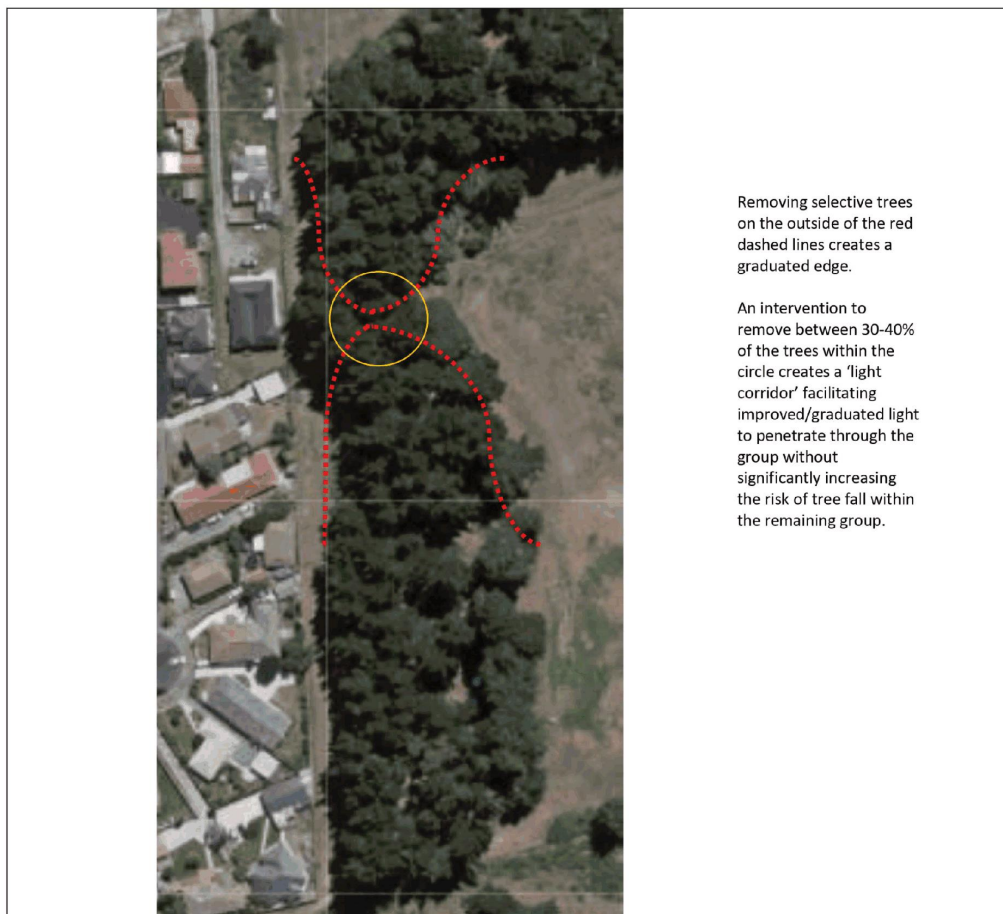 Removing selective trees
on the outside of the red
dashed lines creates a
graduated edge.
An intervention to
remove between 30-40%
of the trees within the
circle creates a ‘light
corridor’ facilitating
improved/graduated light
to penetrate through the
group without
significantly increasing
the risk of tree fall within
the remaining group.